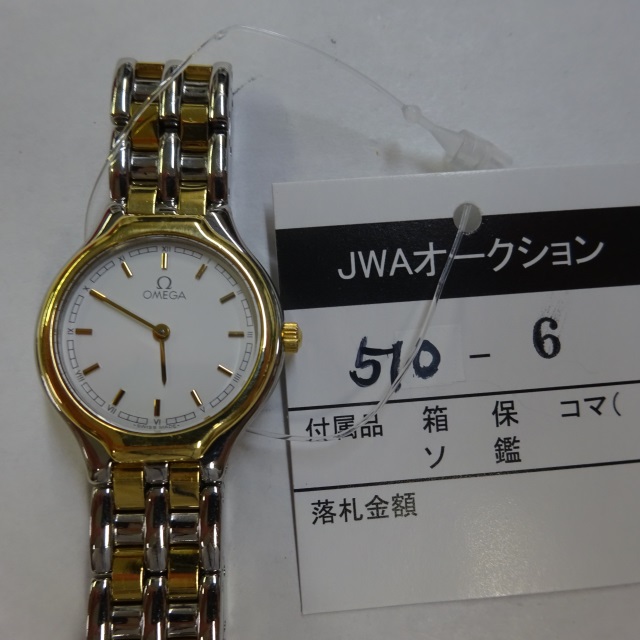 Ω
OMEGA
JWAオークション
510 - 6
付属品 箱 保 コマ(
ソ 鑑
落札金額